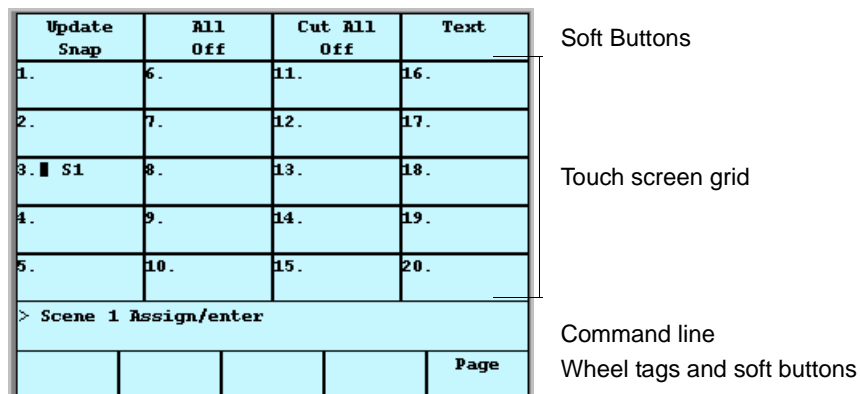 Update Snap All Off Cut All Off Text
Soft Buttons
1. 6. 11. 16.
2. 7. 12. 17.
3. S1 8. 13. 18.
Touch screen grid
4. 9. 14. 19.
5. 10. 15. 20.
> Scene 1 Assign/enter
Command line
Page
Wheel tags and soft buttons